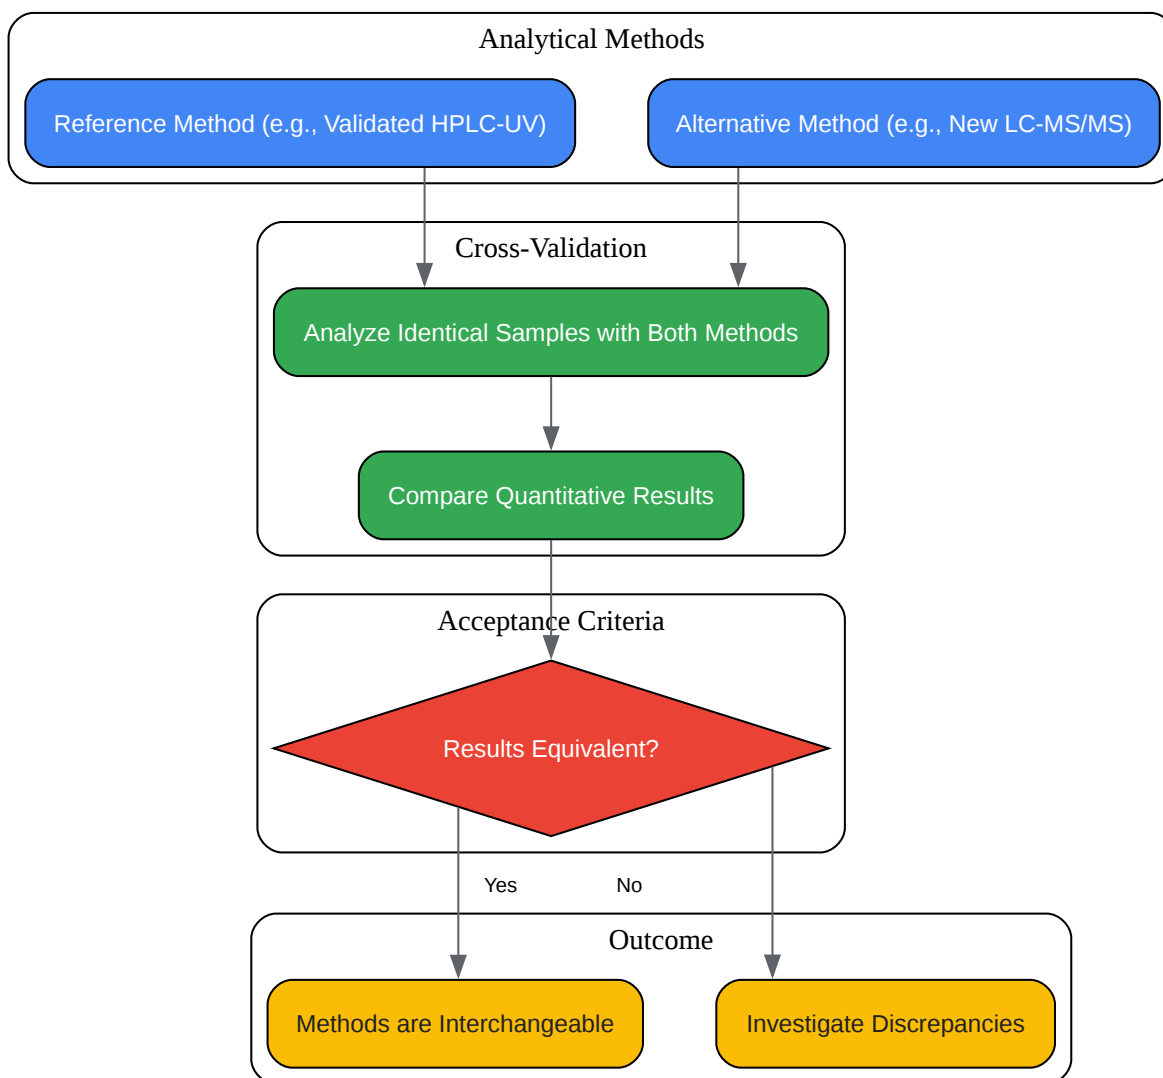 Analytical Methods
Reference Method (e.g., Validated HPLC-UV)
Alternative Method (e.g., New LC-MS/MS)
Cross-Validation
Analyze Identical Samples with Both Methods
Compare Quantitative Results
Acceptance Criteria
Results Equivalent?
Yes
No
Outcome
Methods are Interchangeable
Investigate Discrepancies